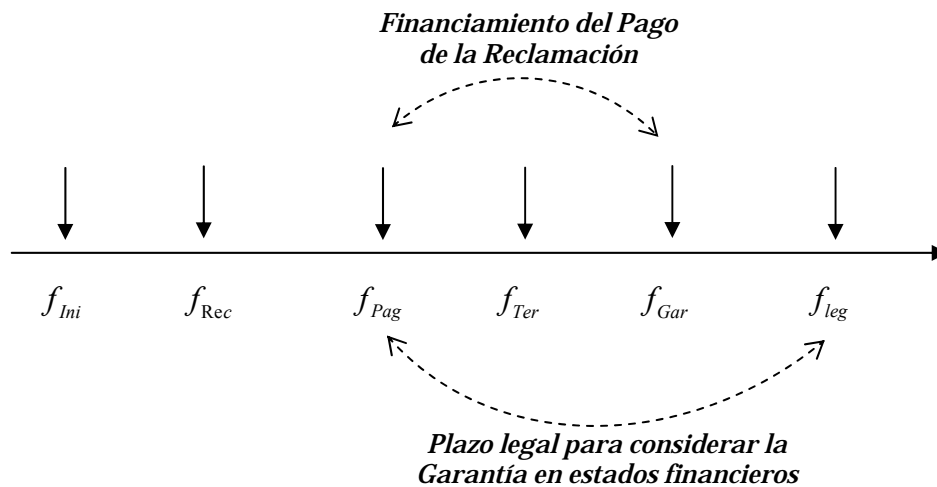 Financiamiento del Pago
de la Reclamación
f_Ini f_Rec f_Pag f_Ter f_Gar f_leg
Plazo legal para considerar la
Garantía en estados financieros